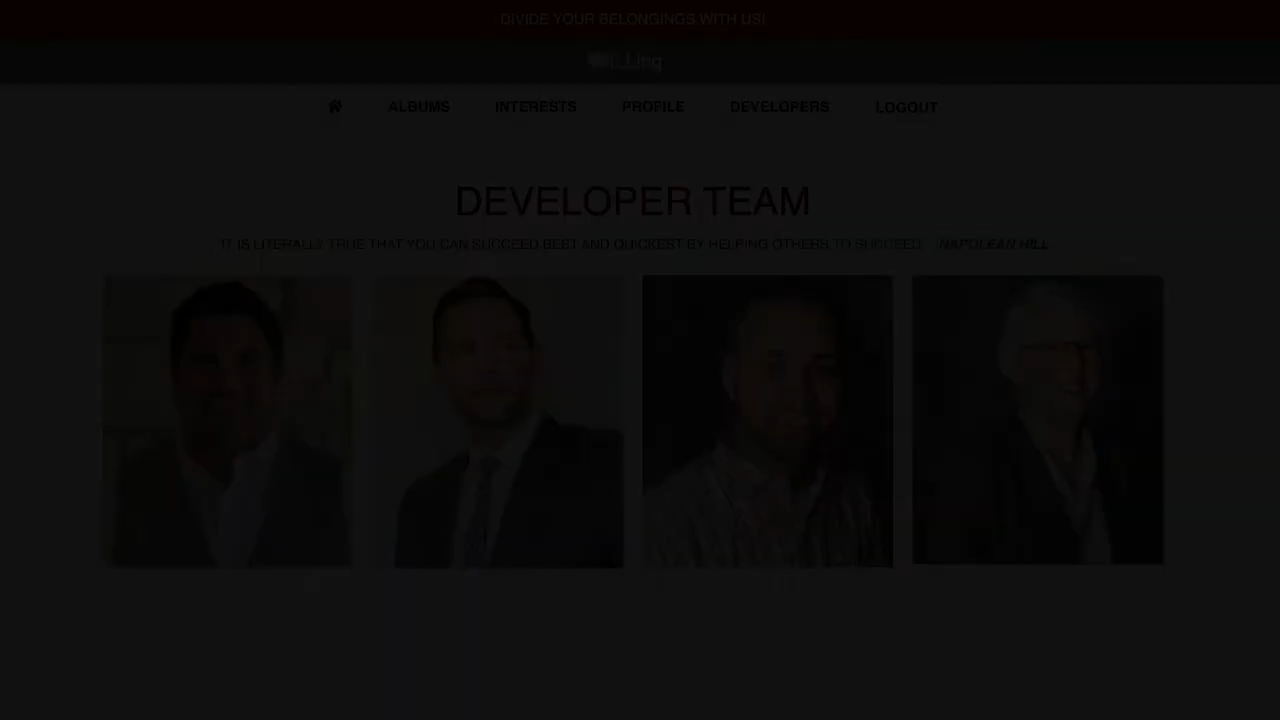 DIVIDE YOUR BELONGINGS WITH US!
ALBUMS INTERESTS PROFILE DEVELOPERS LOGOUT
DEVELOPER TEAM
IT IS LITERALLY TRUE THAT YOU CAN SUCCEED BEST AND QUICKEST BY HELPING OTHERS TO SUCCEED. NAPOLEAN HILL